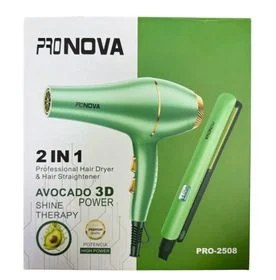 PRONOVA
PRONOVA
2 IN 1
Professional Hair Dryer
& Hair Straightener
AVOCADO 3D
SHINE POWER
THERAPY
POTENCIA
HIGH POWER
PRO-2508